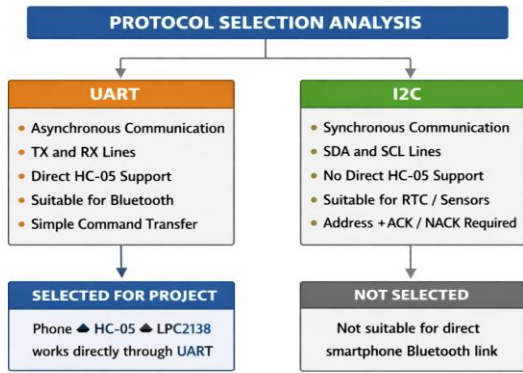 PROTOCOL SELECTION ANALYSIS
UART
• Asynchronous Communication
• TX and RX Lines
• Direct HC-05 Support
• Suitable for Bluetooth
• Simple Command Transfer
I2C
• Synchronous Communication
• SDA and SCL Lines
• No Direct HC-05 Support
• Suitable for RTC / Sensors
• Address + ACK / NACK Required
SELECTED FOR PROJECT
Phone HC-05 LPC2138
works directly through UART
NOT SELECTED
Not suitable for direct
smartphone Bluetooth link